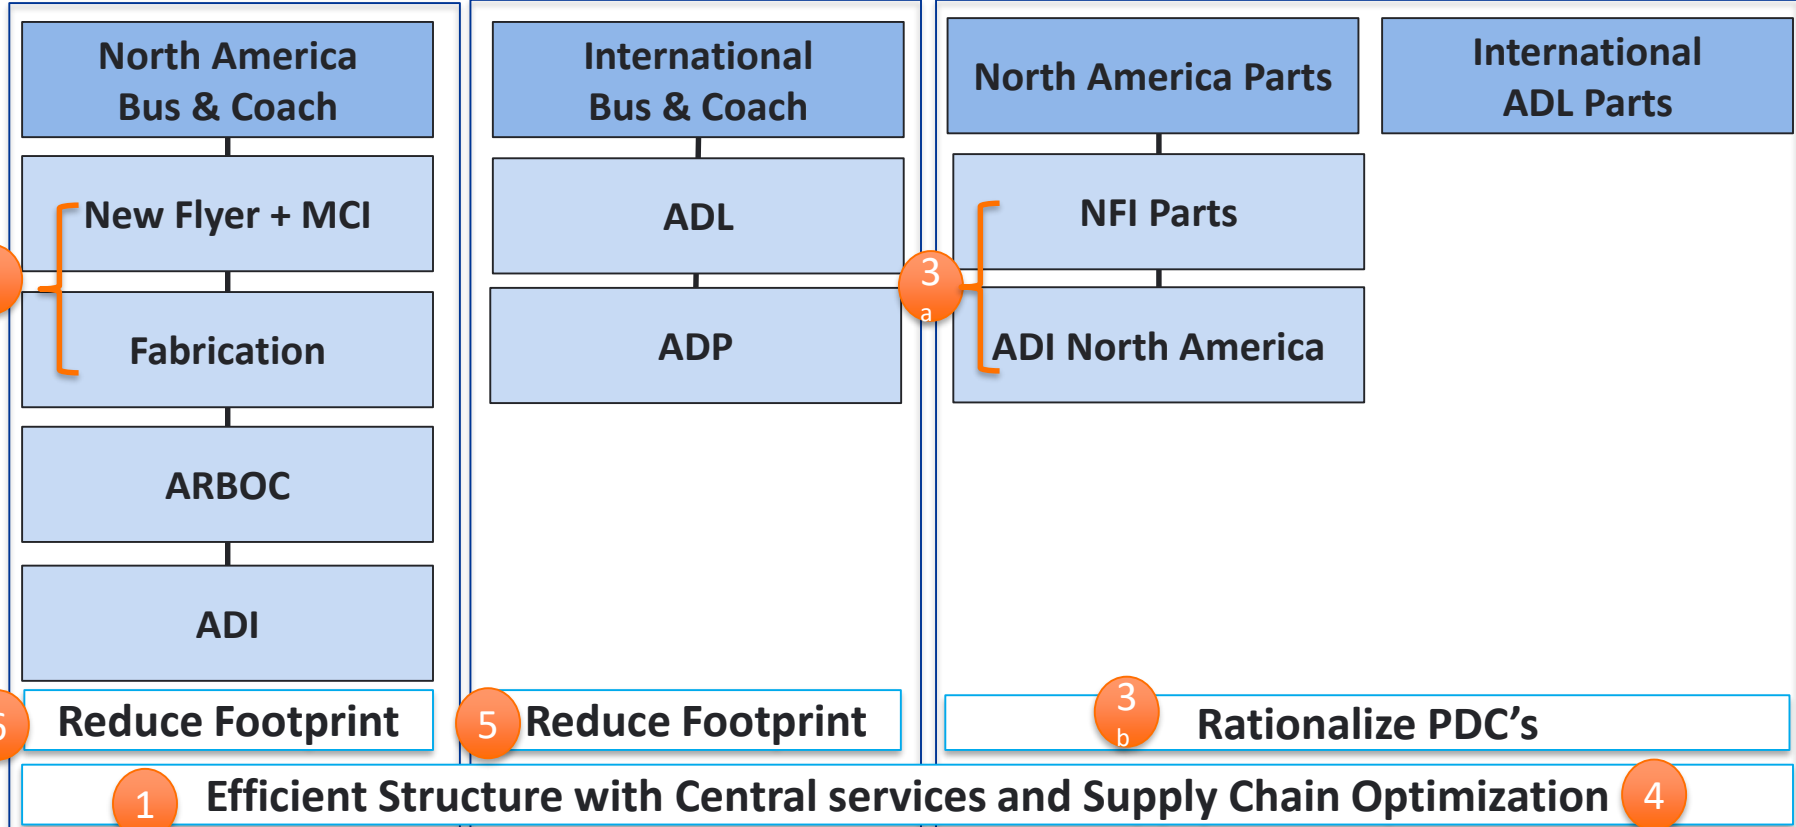 North America
Bus & Coach
New Flyer + MCI
Fabrication
ARBOC
ADI
6
Reduce Footprint
International
Bus & Coach
ADL
ADP
5
Reduce Footprint
North America Parts
International
ADL Parts
3
a
NFI Parts
ADI North America
3
b
Rationalize PDC's
1
Efficient Structure with Central services and Supply Chain Optimization
4